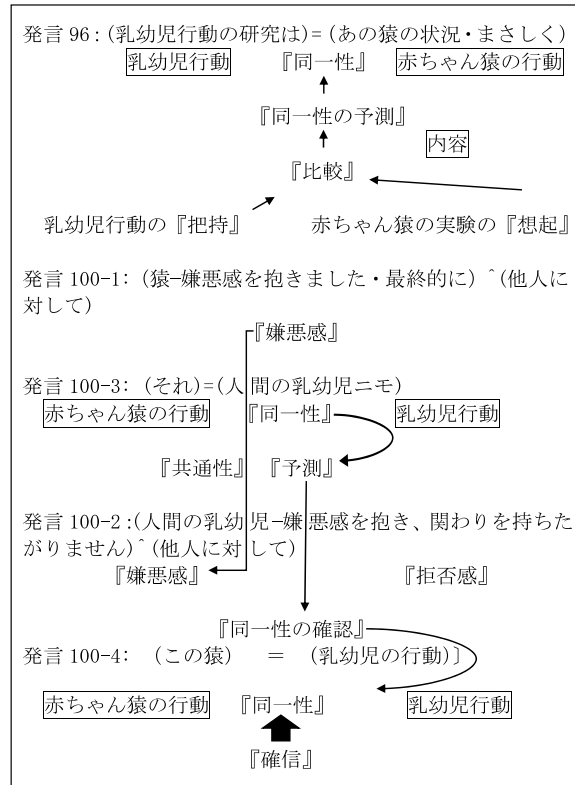 発言 96：(乳幼児行動の研究は)＝(あの猿の状況・まさしく)
乳幼児行動 『同一性』 赤ちゃん猿の行動
『同一性の予測』
内容
『比較』
乳幼児行動の『把持』 赤ちゃん猿の実験の『想起』
発言 100-1： (猿−嫌悪感を抱きました・最終的に) ^ (他人に
対して)
『嫌悪感』
発言 100-3： (それ)＝(人間の乳幼児ニモ)
赤ちゃん猿の行動 『同一性』 乳幼児行動
『共通性』 『予測』
発言 100-2：(人間の乳幼児−嫌悪感を抱き、関わりを持ちた
がりません) ^ (他人に対して)
『嫌悪感』 『拒否感』
『同一性の確認』
発言 100-4： (この猿) ＝ (乳幼児の行動)〕
赤ちゃん猿の行動 『同一性』 乳幼児行動
『確信』